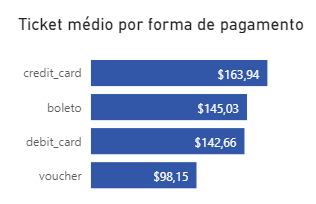 Ticket médio por forma de pagamento
credit_card $163,94
boleto $145,03
debit_card $142,66
voucher $98,15